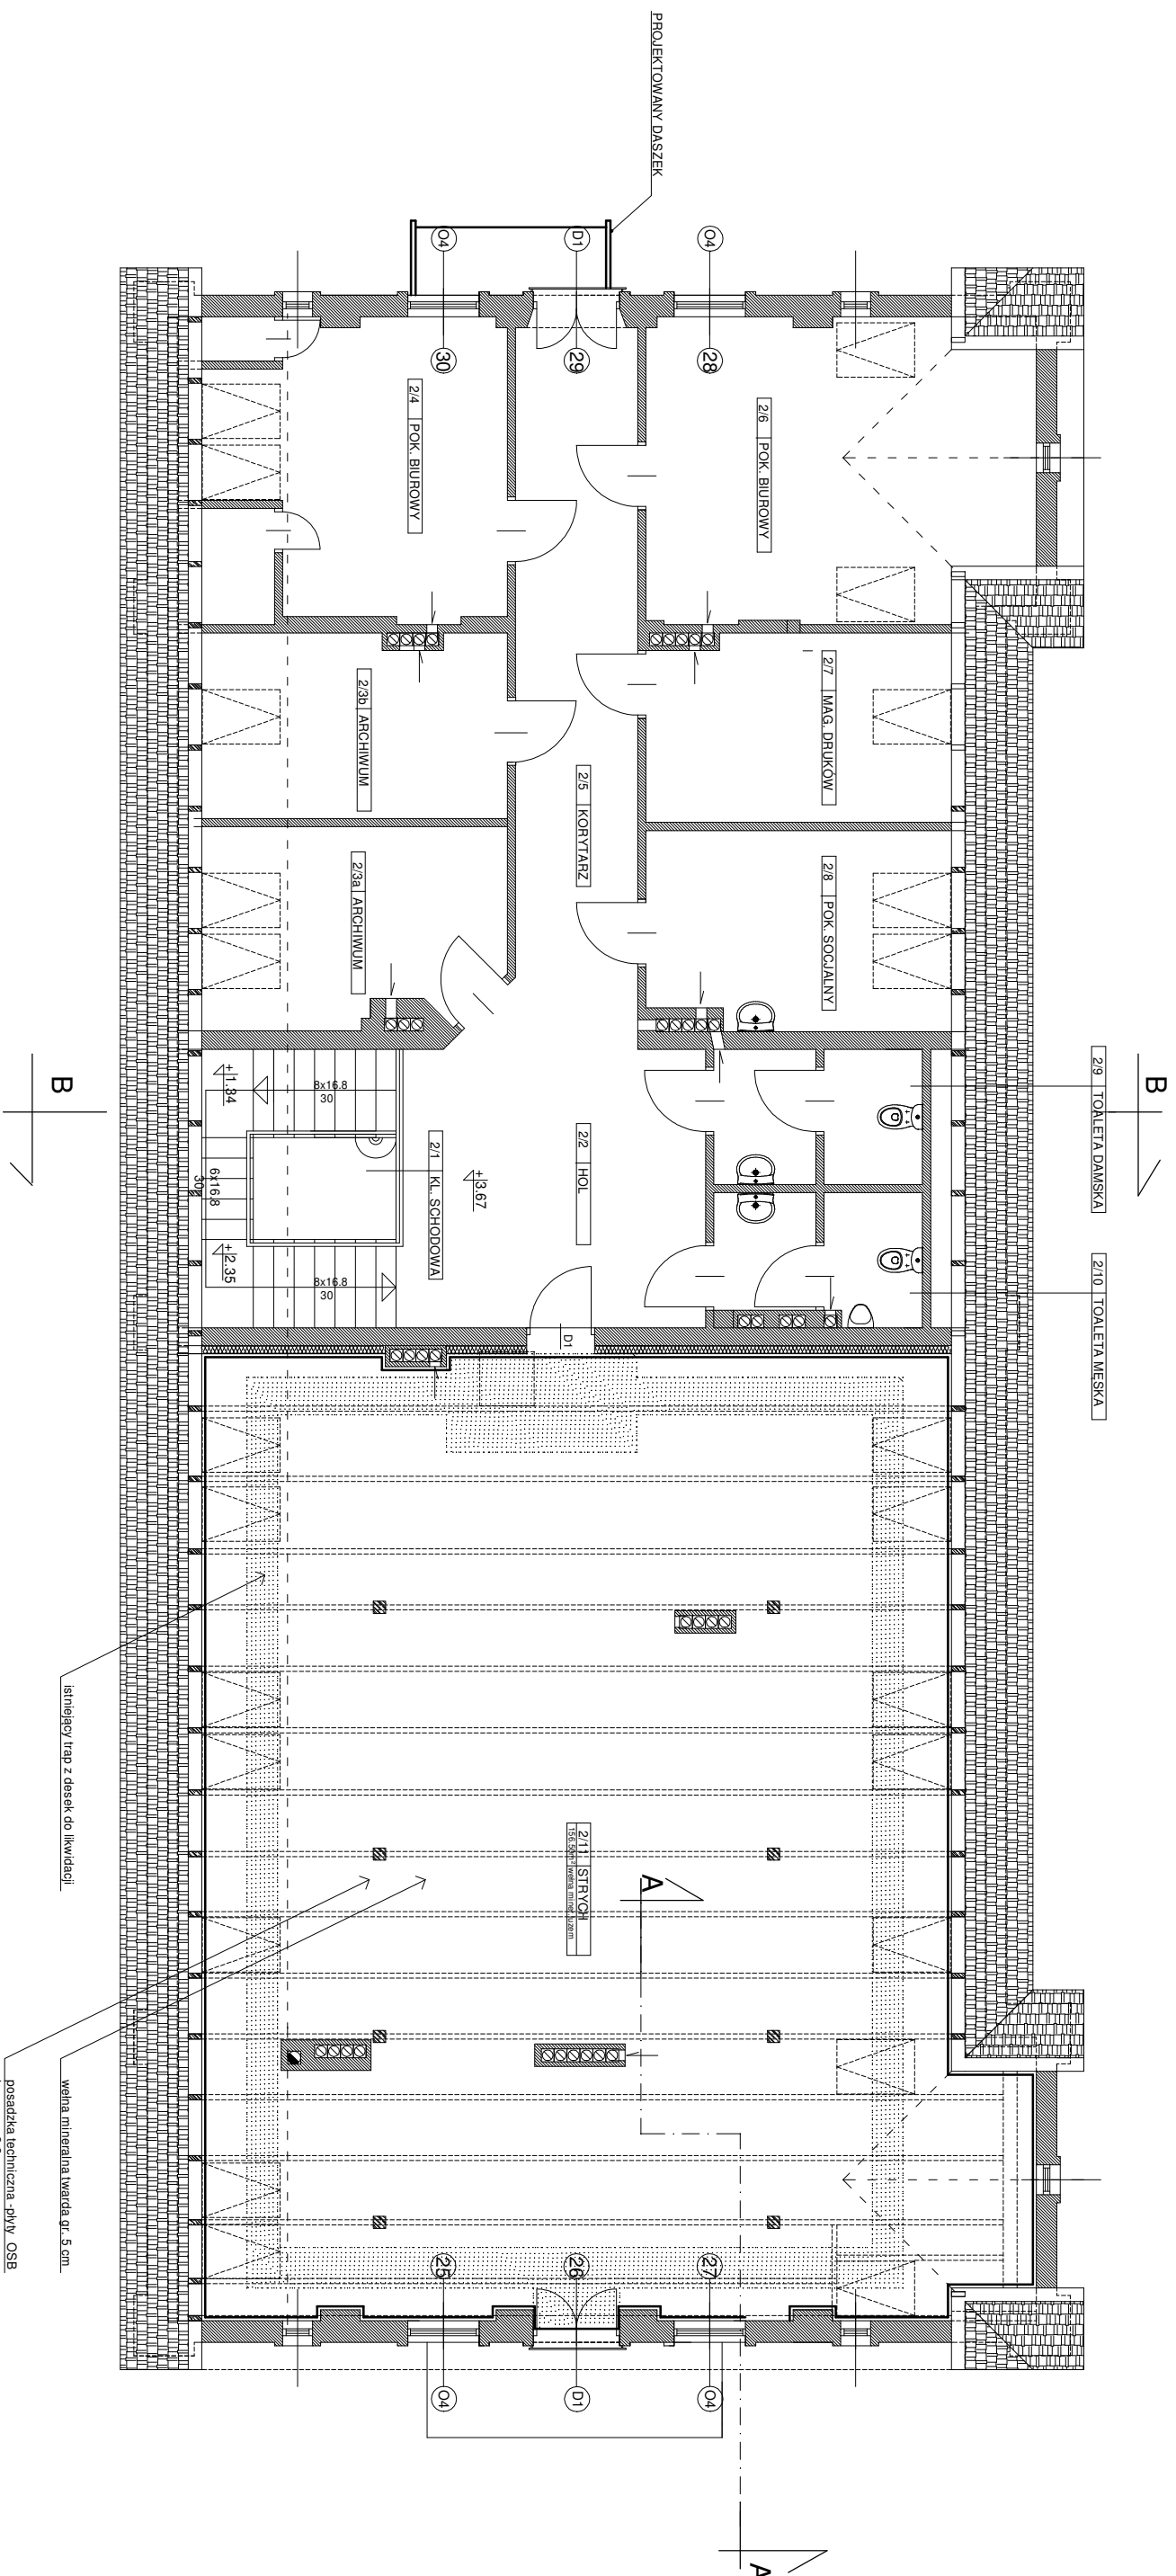 PROJEKTOWANY DASZEK
B
2/9 TOALETA DAMSKA
2/10 TOALETA MĘSKA
O4
D1
O4
28
29
30
2/6 POK. BIUROWY
2/4 POK. BIUROWY
2/7 MAG. DRUKÓW
2/3b ARCHIWUM
2/5 KORYTARZ
2/8 POK. SOCJALNY
2/3a ARCHIWUM
2/2 HOL
+3.67
2/1 KL. SCHODOWA
8x16.8
30
+1.34
6x16.8
30
+2.35
8x16.8
30
D1
B
2/11 STRYCH
A
27
26
25
O4
D1
O4
A
istniejący trap z desek do likwidacji
wełna mineralna twarda gr. 5 cm
posadzka techniczna -płyty OSB